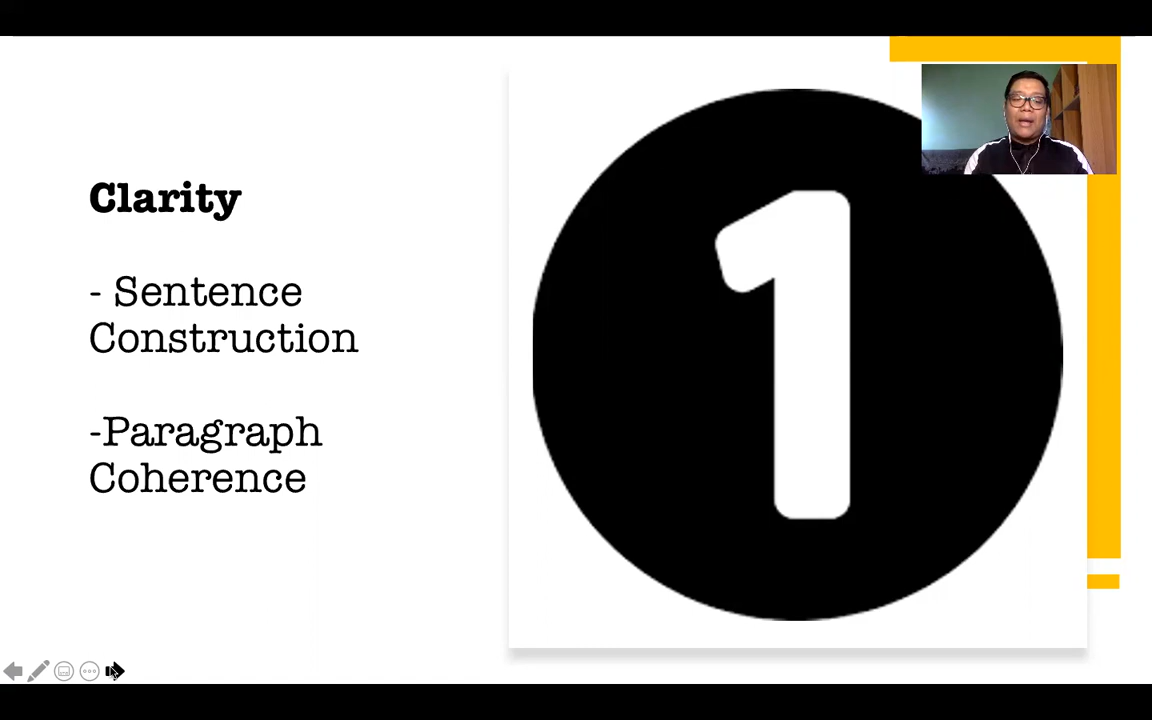 Clarity
- Sentence
Construction
-Paragraph
Coherence
1